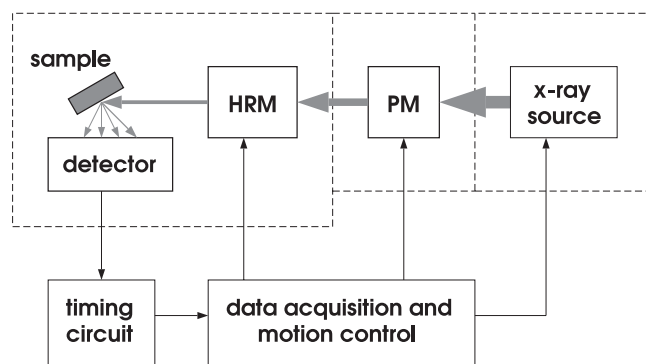 sample
HRM
PM
x-ray
source
detector
timing
circuit
data acquisition and
motion control